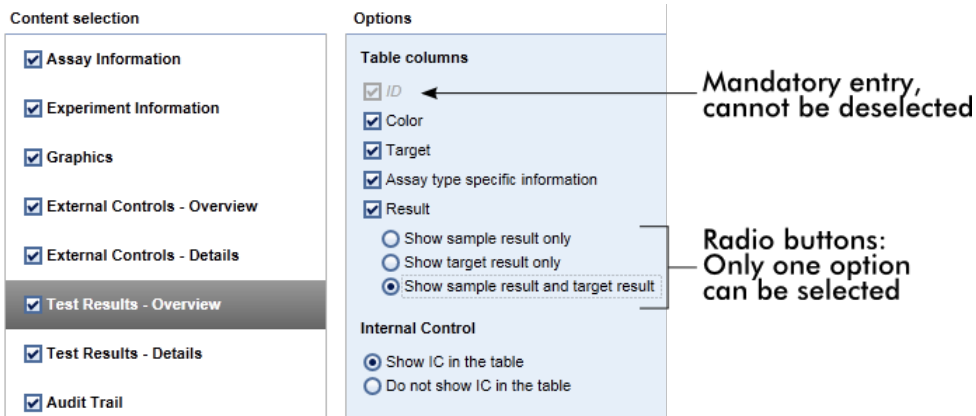 Content selection
Assay Information
Experiment Information
Graphics
External Controls - Overview
External Controls - Details
Test Results - Overview
Test Results - Details
Audit Trail
Options
Table columns
ID
Color
Target
Assay type specific information
Result
Show sample result only
Show target result only
Show sample result and target result
Internal Control
Show IC in the table
Do not show IC in the table
Mandatory entry,
cannot be deselected
Radio buttons:
Only one option
can be selected